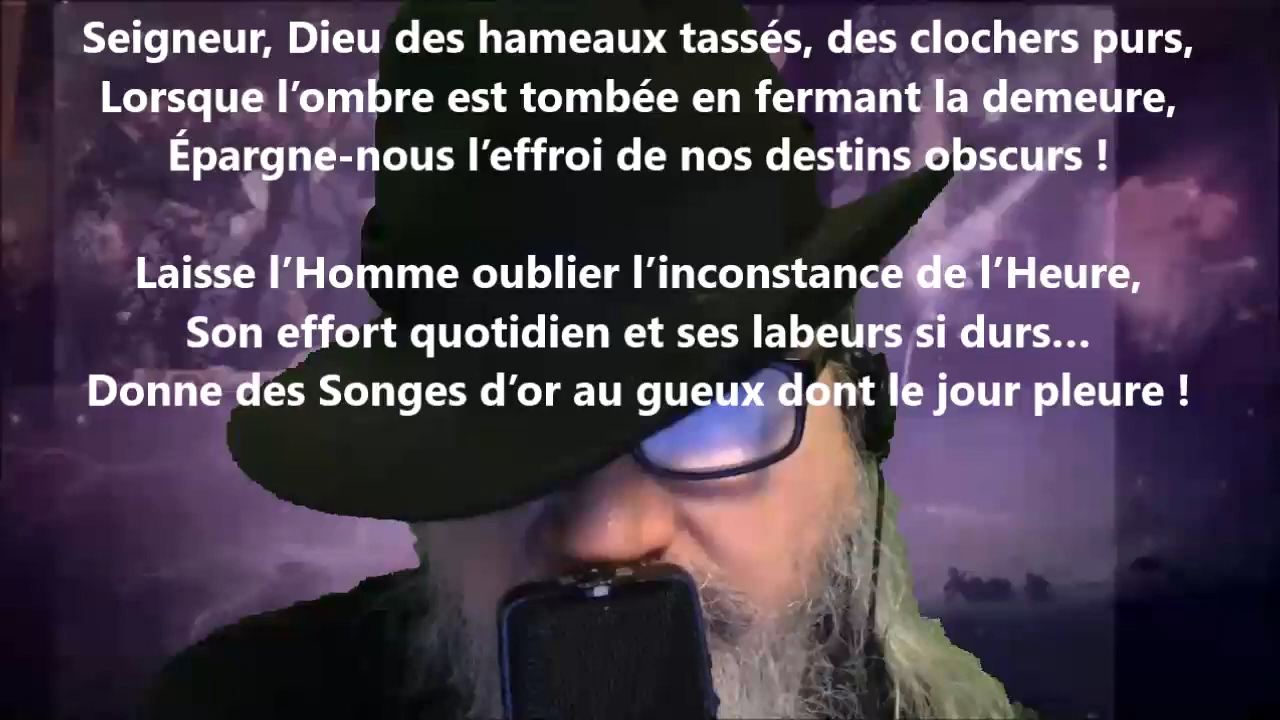 Seigneur, Dieu des hameaux tassés, des clochers purs,
Lorsque l’ombre est tombée en fermant la demeure,
Épargne-nous l’effroi de nos destins obscurs !
Laisse l’Homme oublier l’inconstance de l’Heure,
Son effort quotidien et ses labeurs si durs…
Donne des Songes d’or au gueux dont le jour pleure !